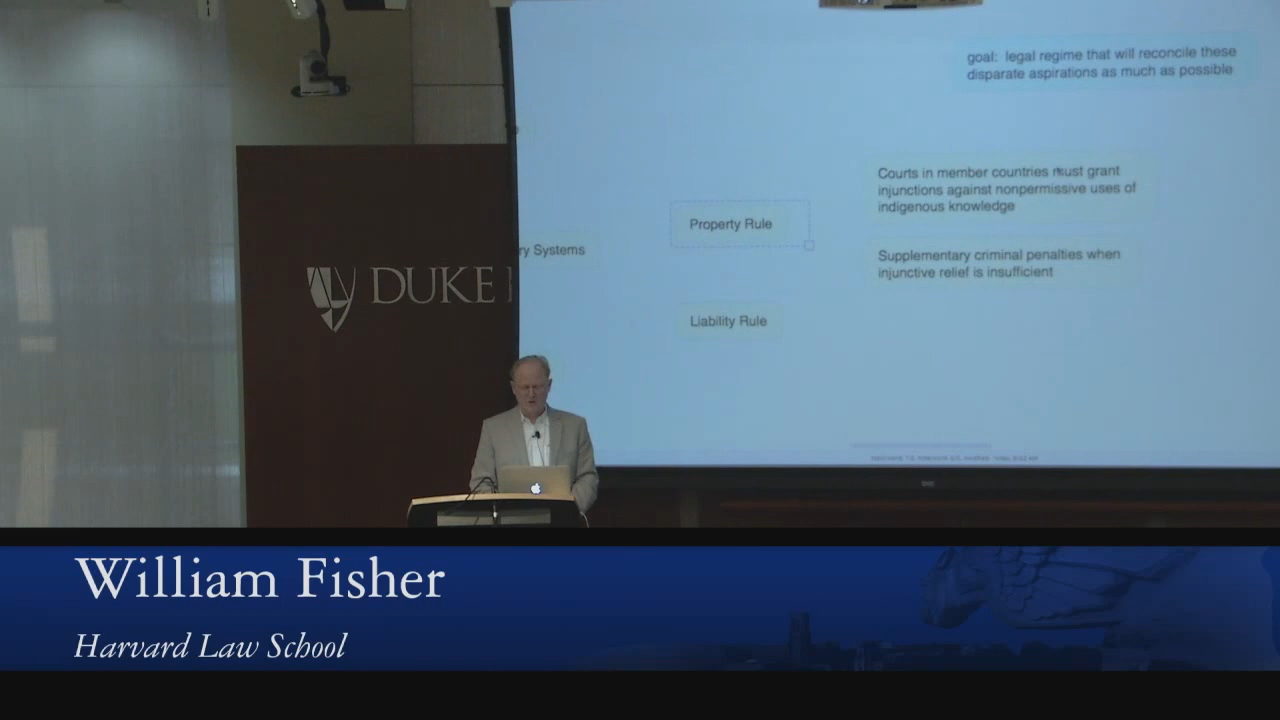 goal: legal regime that will reconcile these
disparate aspirations as much as possible
Courts in member countries must grant
injunctions against nonpermissive uses of
indigenous knowledge
Property Rule
ry Systems
Supplementary criminal penalties when
injunctive relief is insufficient
DUKE
Liability Rule
William Fisher
Harvard Law School